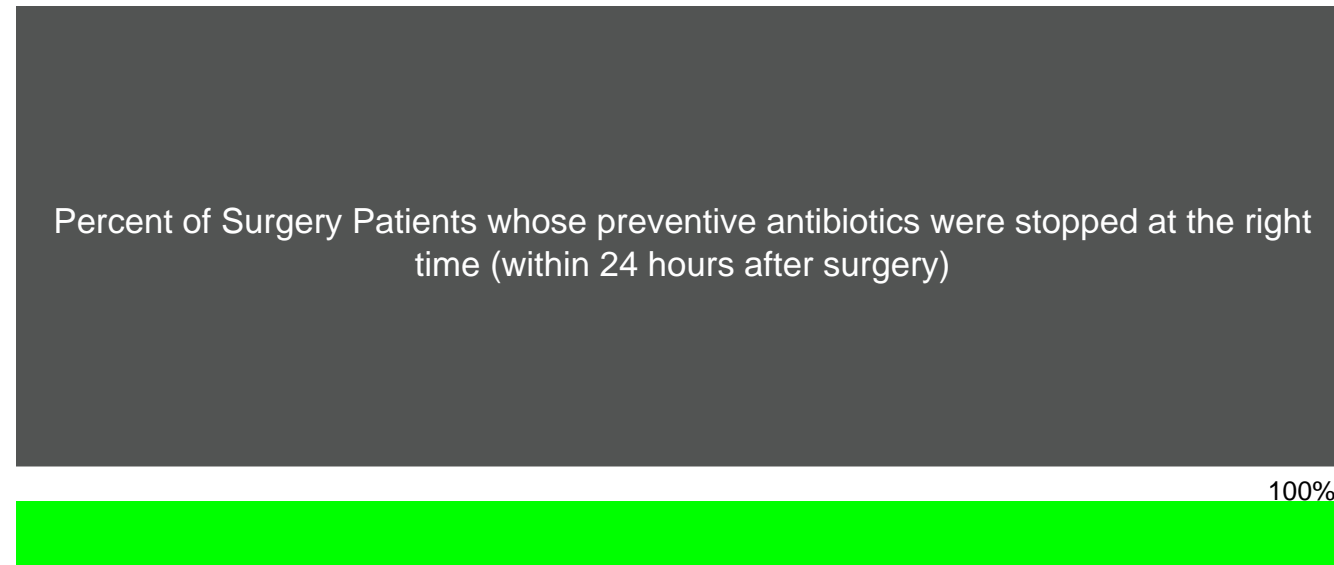 Percent of Surgery Patients whose preventive antibiotics were stopped at the right
time (within 24 hours after surgery)
100%